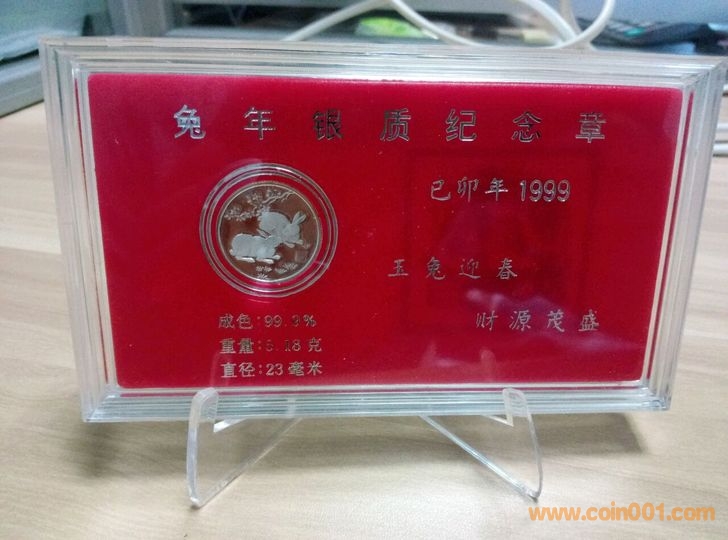 兔年银质纪念章
己卯年 1999
玉兔迎春
财源茂盛
成色:99.9%
重量:5.18克
直径:23毫米
www.coin001.com